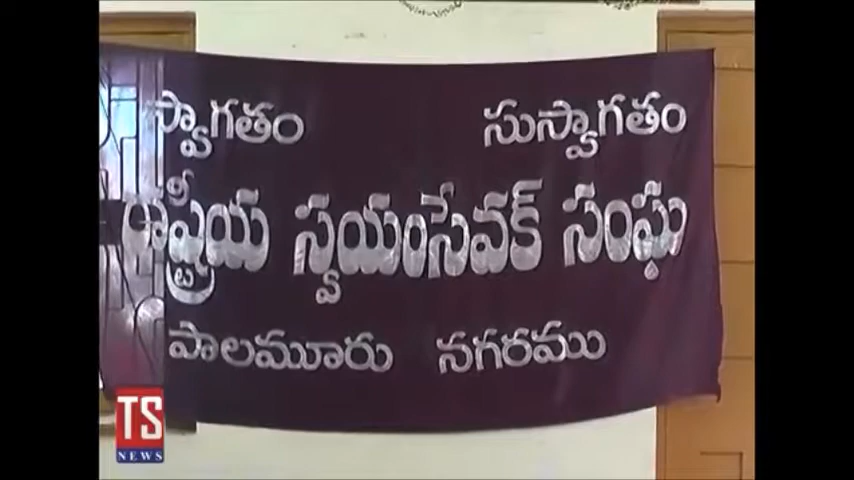 స్వాగతం సుస్వాగతం
రాష్ట్రీయ స్వయంసేవక్ సంఘ
పాలమూరు నగరము
TS
NEWS